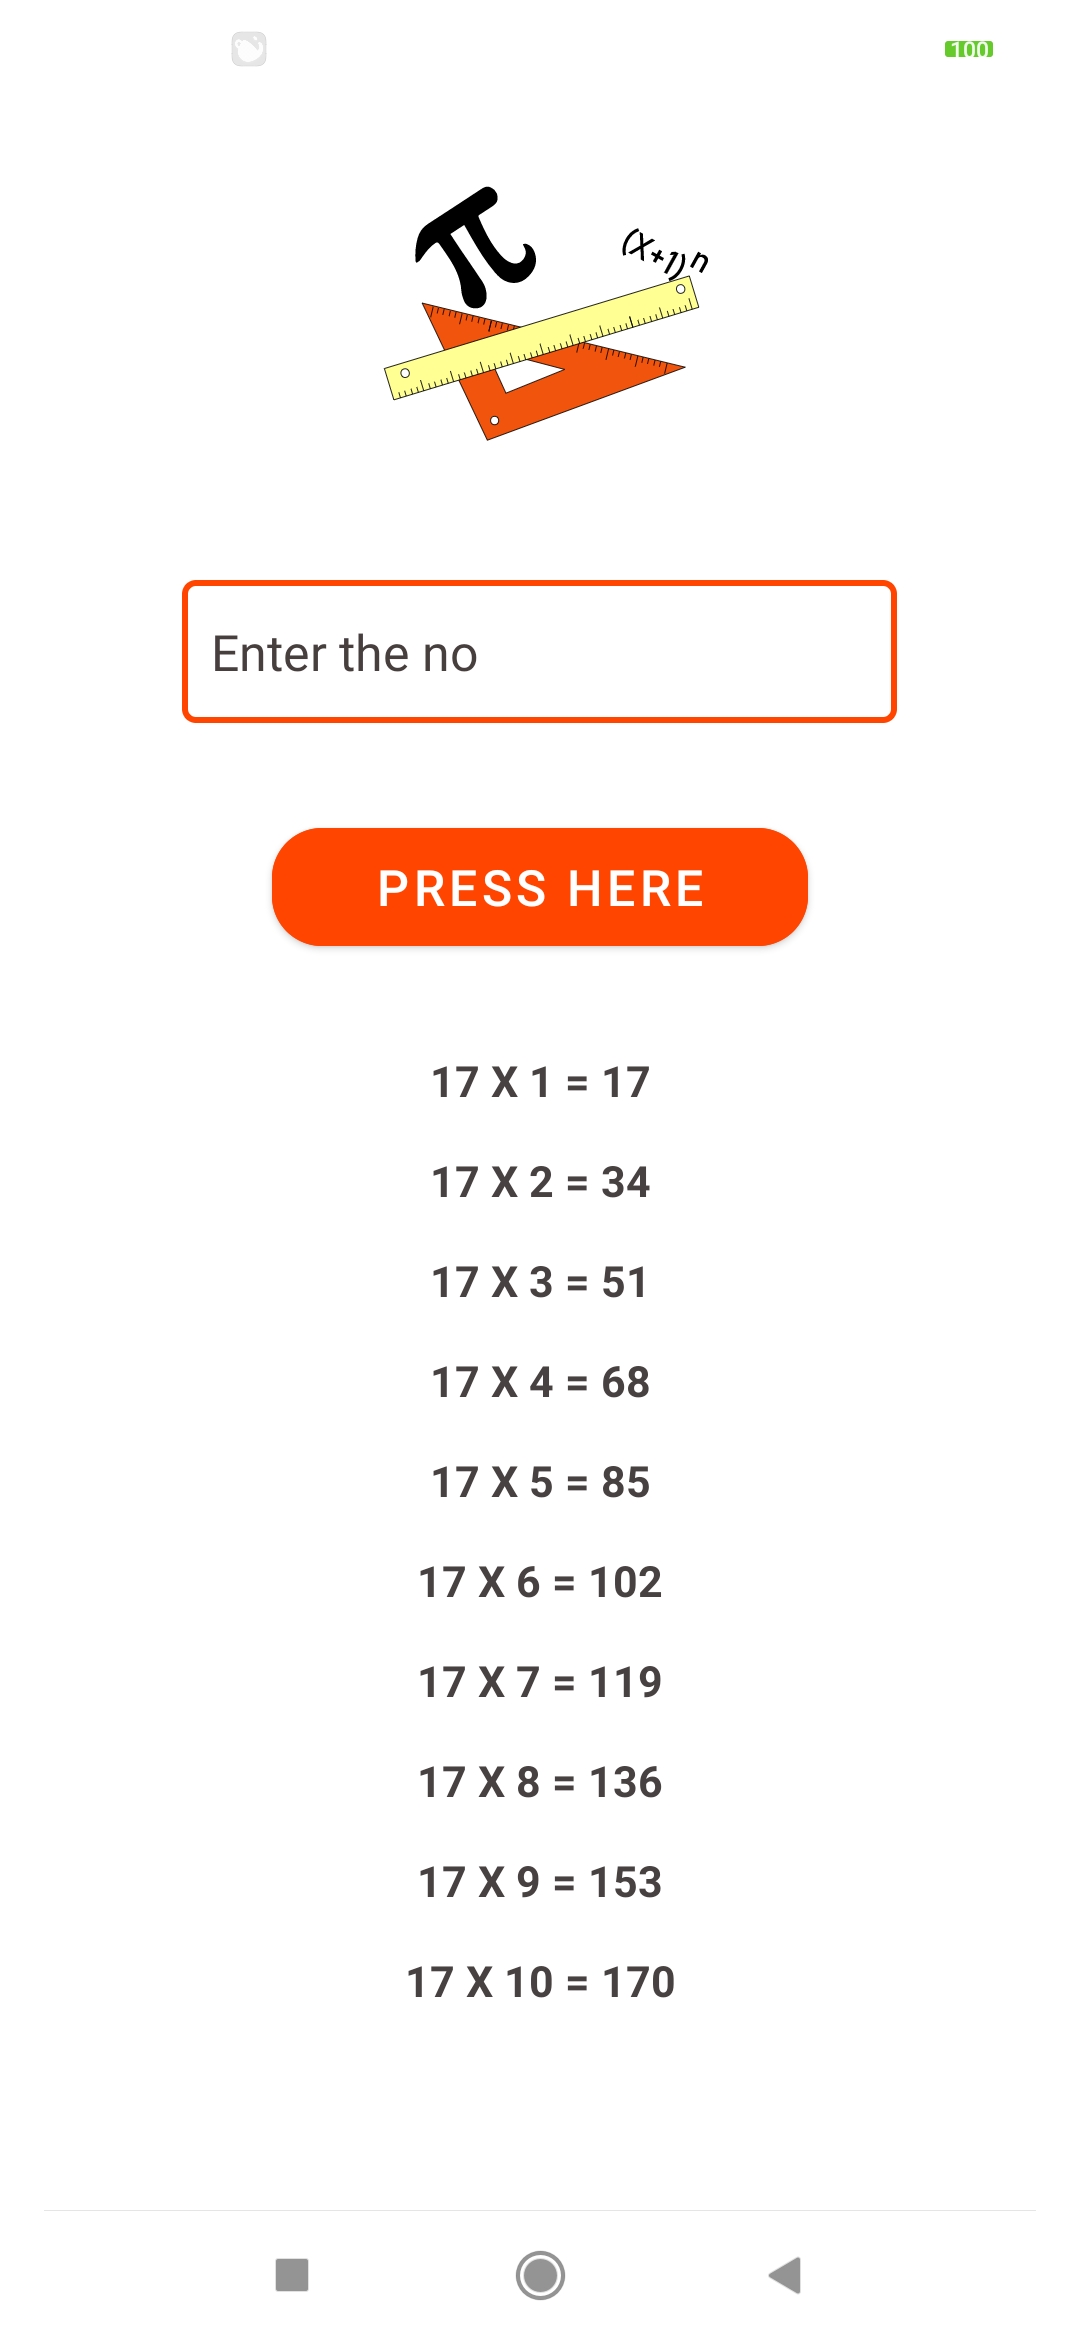 100
(X+1)n
Enter the no
PRESS HERE
17 X 1 = 17
17 X 2 = 34
17 X 3 = 51
17 X 4 = 68
17 X 5 = 85
17 X 6 = 102
17 X 7 = 119
17 X 8 = 136
17 X 9 = 153
17 X 10 = 170